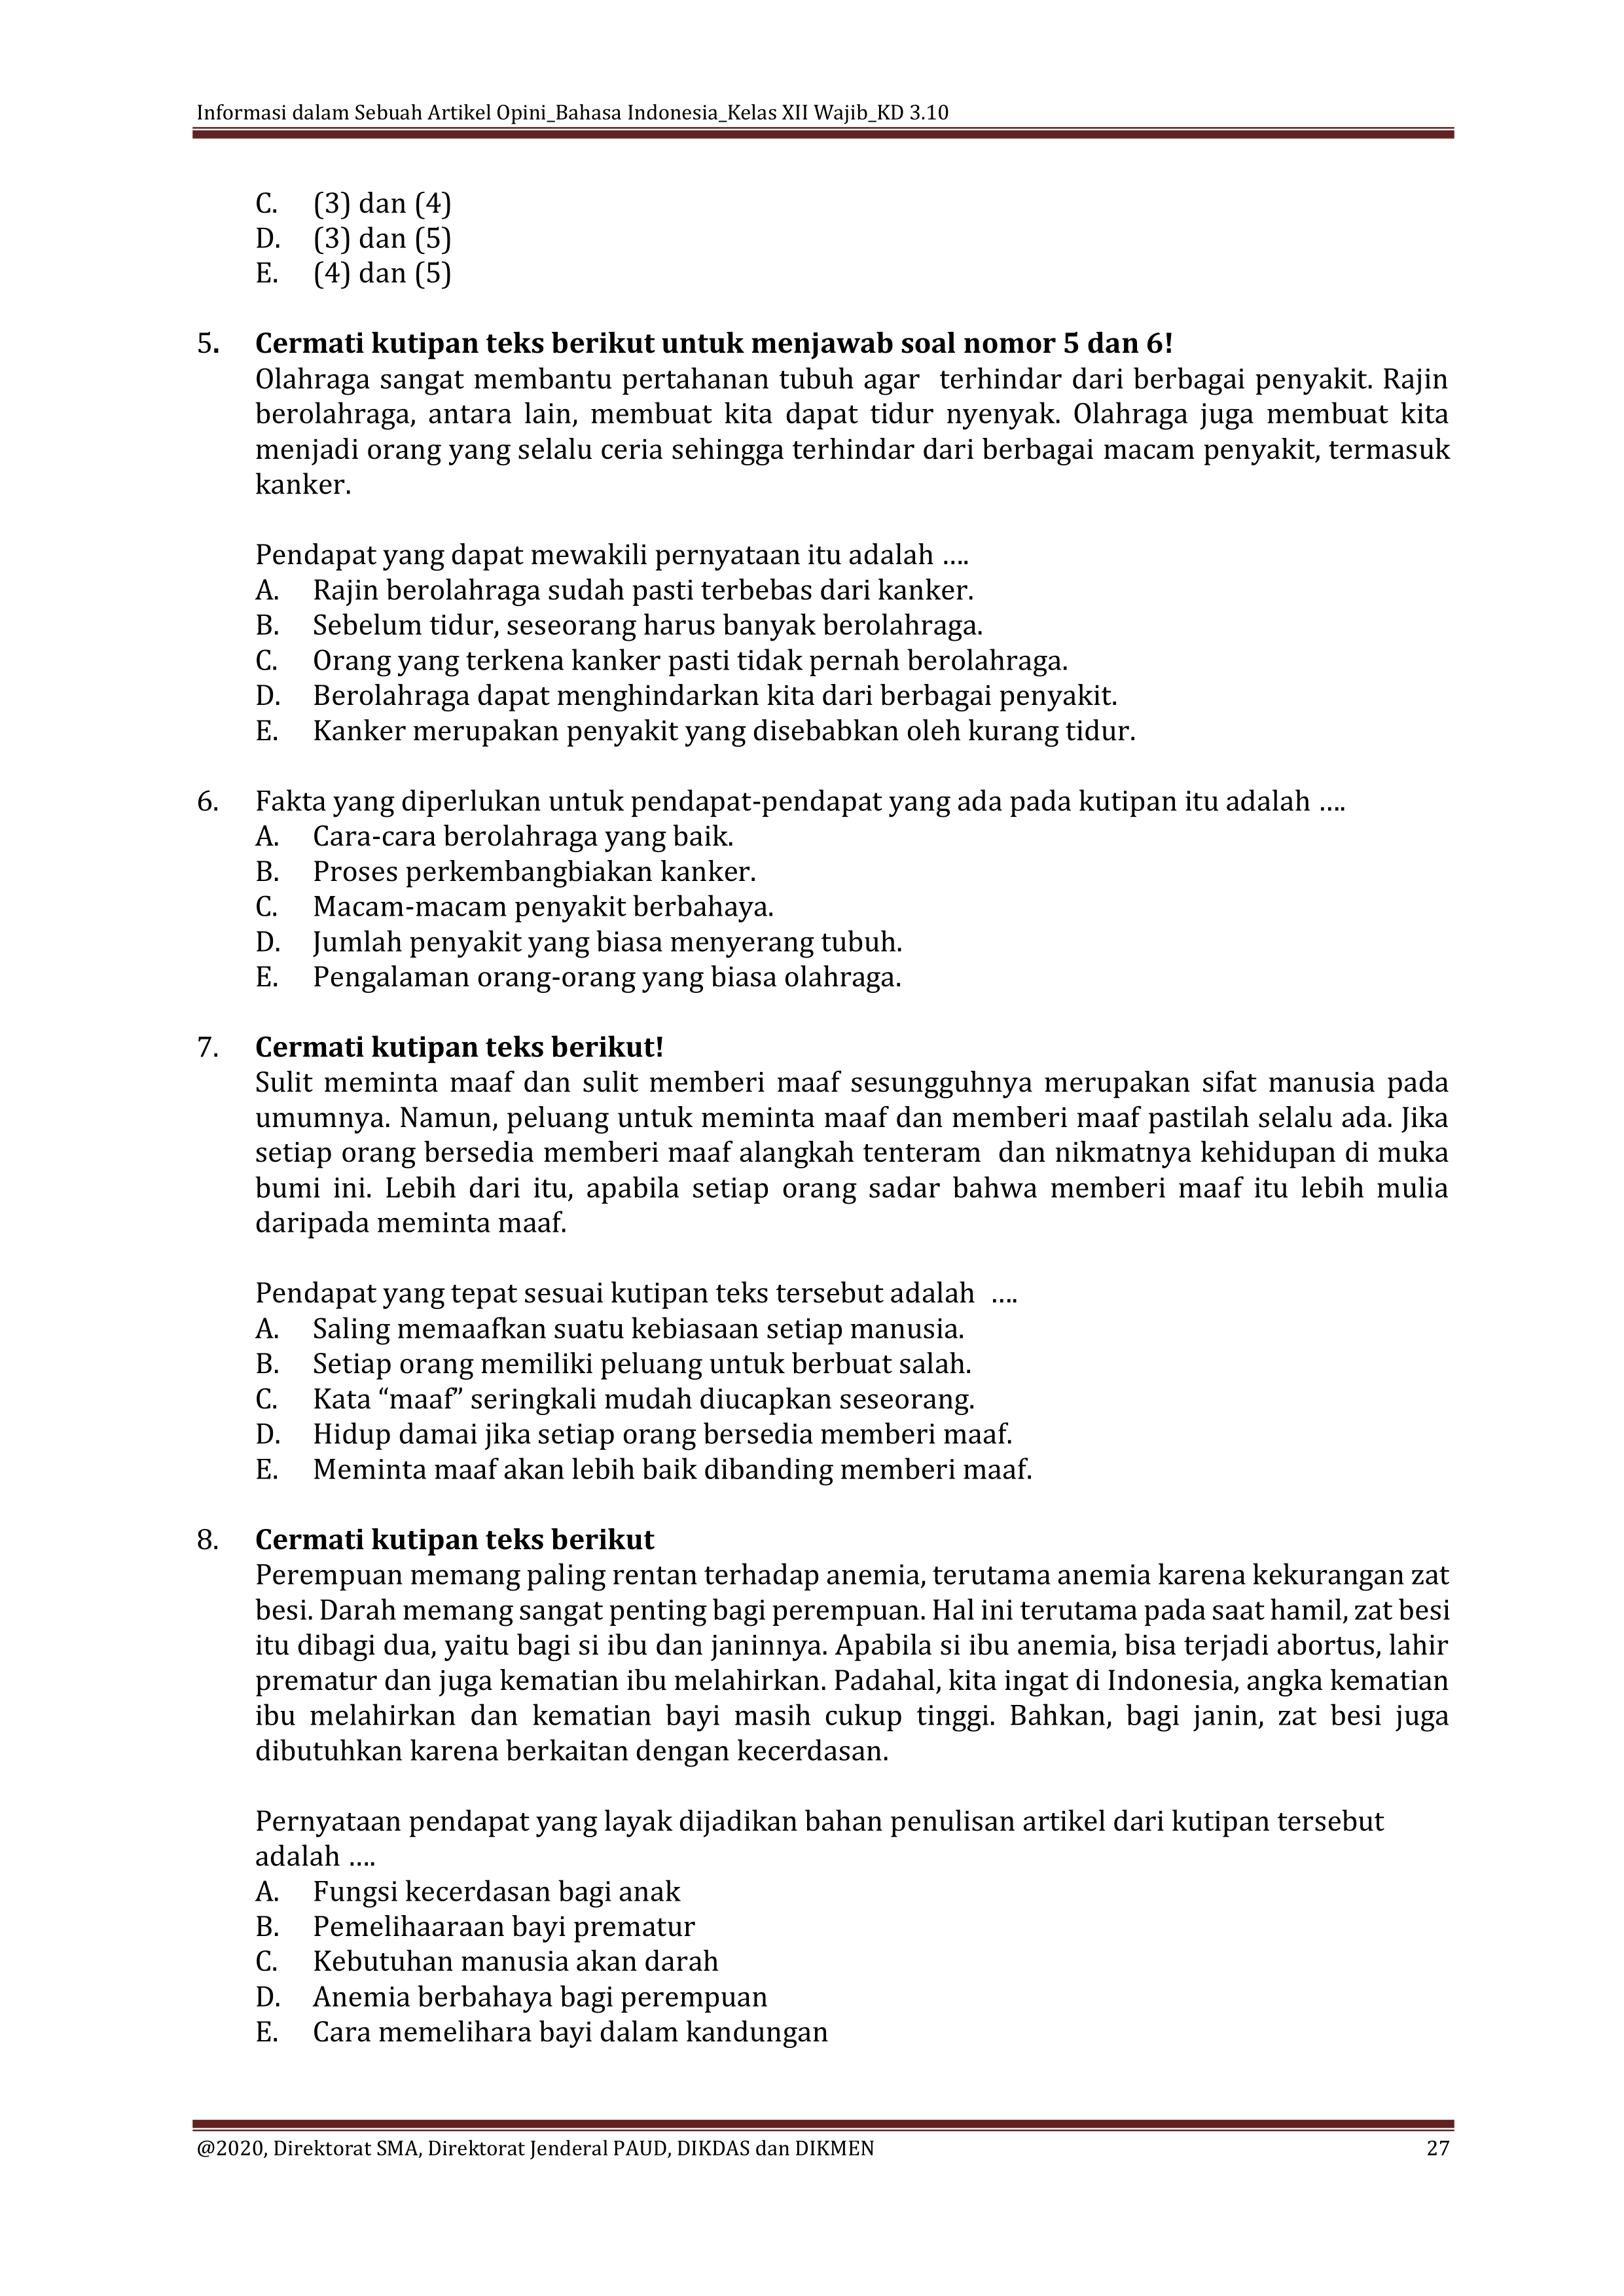 Informasi dalam Sebuah Artikel Opini_Bahasa Indonesia_Kelas XII Wajib_KD 3.10
C. (3) dan (4)
D. (3) dan (5)
E. (4) dan (5)
5. Cermati kutipan teks berikut untuk menjawab soal nomor 5 dan 6!
Olahraga sangat membantu pertahanan tubuh agar terhindar dari berbagai penyakit. Rajin
berolahraga, antara lain, membuat kita dapat tidur nyenyak. Olahraga juga membuat kita
menjadi orang yang selalu ceria sehingga terhindar dari berbagai macam penyakit, termasuk
kanker.
Pendapat yang dapat mewakili pernyataan itu adalah ....
A. Rajin berolahraga sudah pasti terbebas dari kanker.
B. Sebelum tidur, seseorang harus banyak berolahraga.
C. Orang yang terkena kanker pasti tidak pernah berolahraga.
D. Berolahraga dapat menghindarkan kita dari berbagai penyakit.
E. Kanker merupakan penyakit yang disebabkan oleh kurang tidur.
6. Fakta yang diperlukan untuk pendapat-pendapat yang ada pada kutipan itu adalah ....
A. Cara-cara berolahraga yang baik.
B. Proses perkembangbiakan kanker.
C. Macam-macam penyakit berbahaya.
D. Jumlah penyakit yang biasa menyerang tubuh.
E. Pengalaman orang-orang yang biasa olahraga.
7. Cermati kutipan teks berikut!
Sulit meminta maaf dan sulit memberi maaf sesungguhnya merupakan sifat manusia pada
umumnya. Namun, peluang untuk meminta maaf dan memberi maaf pastilah selalu ada. Jika
setiap orang bersedia memberi maaf alangkah tenteram dan nikmatnya kehidupan di muka
bumi ini. Lebih dari itu, apabila setiap orang sadar bahwa memberi maaf itu lebih mulia
daripada meminta maaf.
Pendapat yang tepat sesuai kutipan teks tersebut adalah ....
A. Saling memaafkan suatu kebiasaan setiap manusia.
B. Setiap orang memiliki peluang untuk berbuat salah.
C. Kata “maaf” seringkali mudah diucapkan seseorang.
D. Hidup damai jika setiap orang bersedia memberi maaf.
E. Meminta maaf akan lebih baik dibanding memberi maaf.
8. Cermati kutipan teks berikut
Perempuan memang paling rentan terhadap anemia, terutama anemia karena kekurangan zat
besi. Darah memang sangat penting bagi perempuan. Hal ini terutama pada saat hamil, zat besi
itu dibagi dua, yaitu bagi si ibu dan janinnya. Apabila si ibu anemia, bisa terjadi abortus, lahir
prematur dan juga kematian ibu melahirkan. Padahal, kita ingat di Indonesia, angka kematian
ibu melahirkan dan kematian bayi masih cukup tinggi. Bahkan, bagi janin, zat besi juga
dibutuhkan karena berkaitan dengan kecerdasan.
Pernyataan pendapat yang layak dijadikan bahan penulisan artikel dari kutipan tersebut
adalah ....
A. Fungsi kecerdasan bagi anak
B. Pemelihaaraan bayi prematur
C. Kebutuhan manusia akan darah
D. Anemia berbahaya bagi perempuan
E. Cara memelihara bayi dalam kandungan
@2020, Direktorat SMA, Direktorat Jenderal PAUD, DIKDAS dan DIKMEN 27